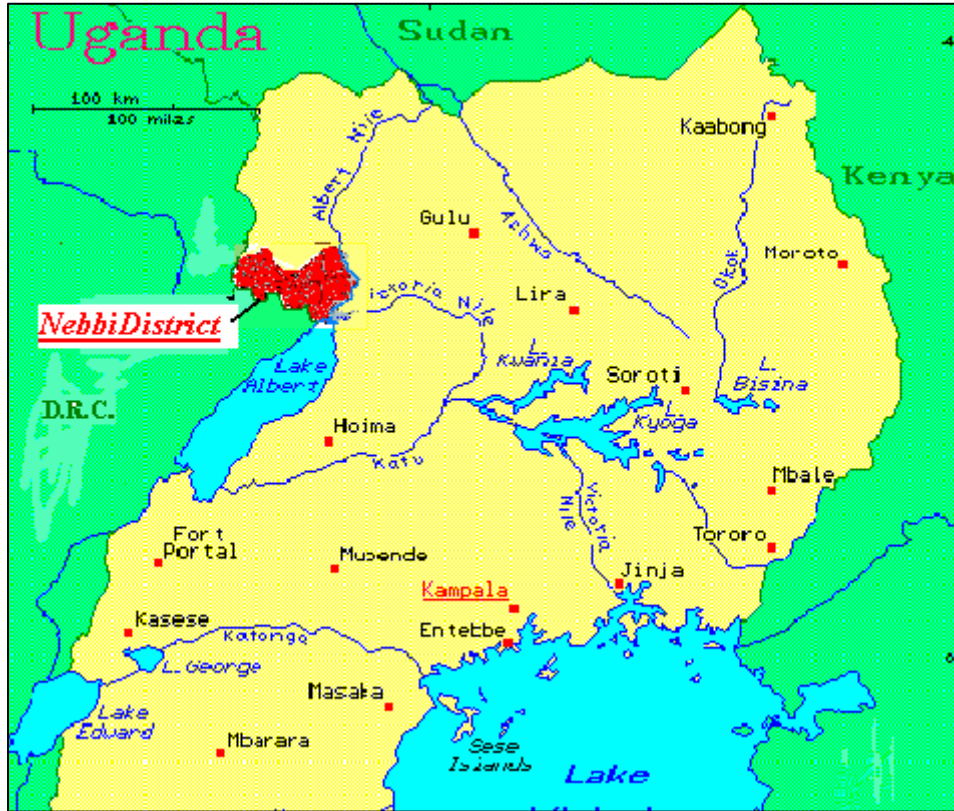 Uganda
Sudan
4
100 km
100 miles
Kaabong
Kenya
Albert Nile
Gulu
Achwa
Okok
Moroto
Victoria Nile
Lira
NebbiDistrict
L.
Kwania
Lake
Albert
Soroti
L.
Bisina
L.
Kyoga
D.R.C.
Hoima
Kafu
Mbale
Victoria
Nile
Fort
Portal
Tororo
Mubende
Jinja
Kampala
Kasese
Entebbe
Katonga
L. George
Masaka
Lake
Edward
Mbarara
Sese
Islands
Lake